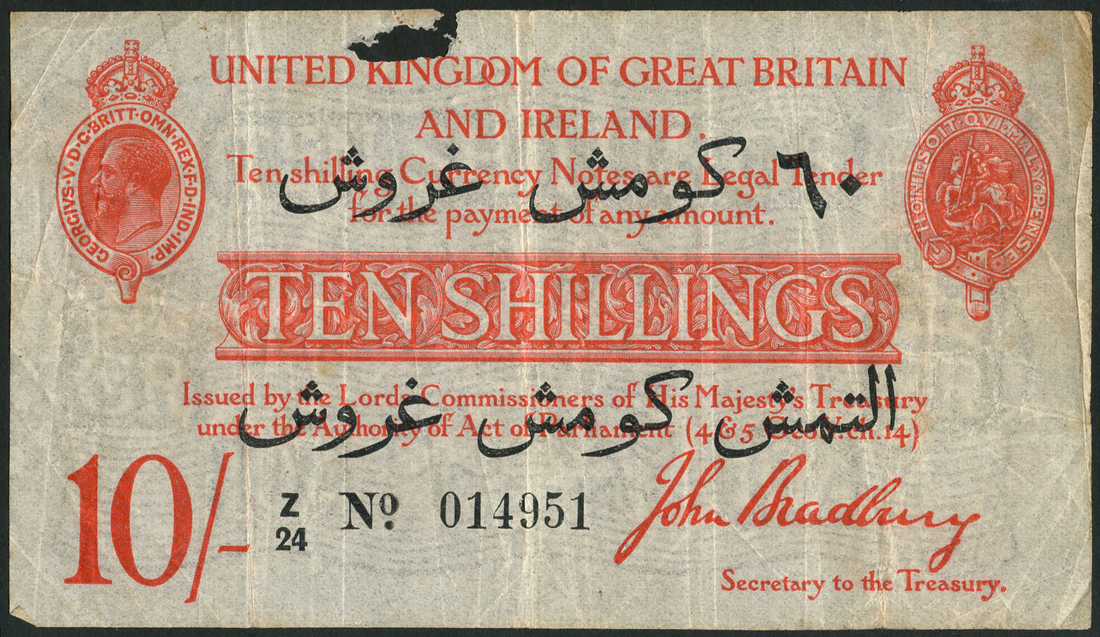 UNITED KINGDOM OF GREAT BRITAIN
AND IRELAND.
GEORGIVS·V·D·G·BRITT·OMN·REX·F·D·IND·IMP·
HONI·SOIT·QVI·MAL·Y·PENSE
Ten shilling Currency Notes are Legal Tender
٦٠ كومش غروش
for the payment of any amount.
TEN SHILLINGS
Issued by the Lords Commissioners of His Majesty's Treasury
التمش كومش غروش
under the Authority of Act of Parliament (4 & 5 Geo. V. ch. 14)
10/-
Z
24
Nº. 014951
John Bradbury
Secretary to the Treasury.